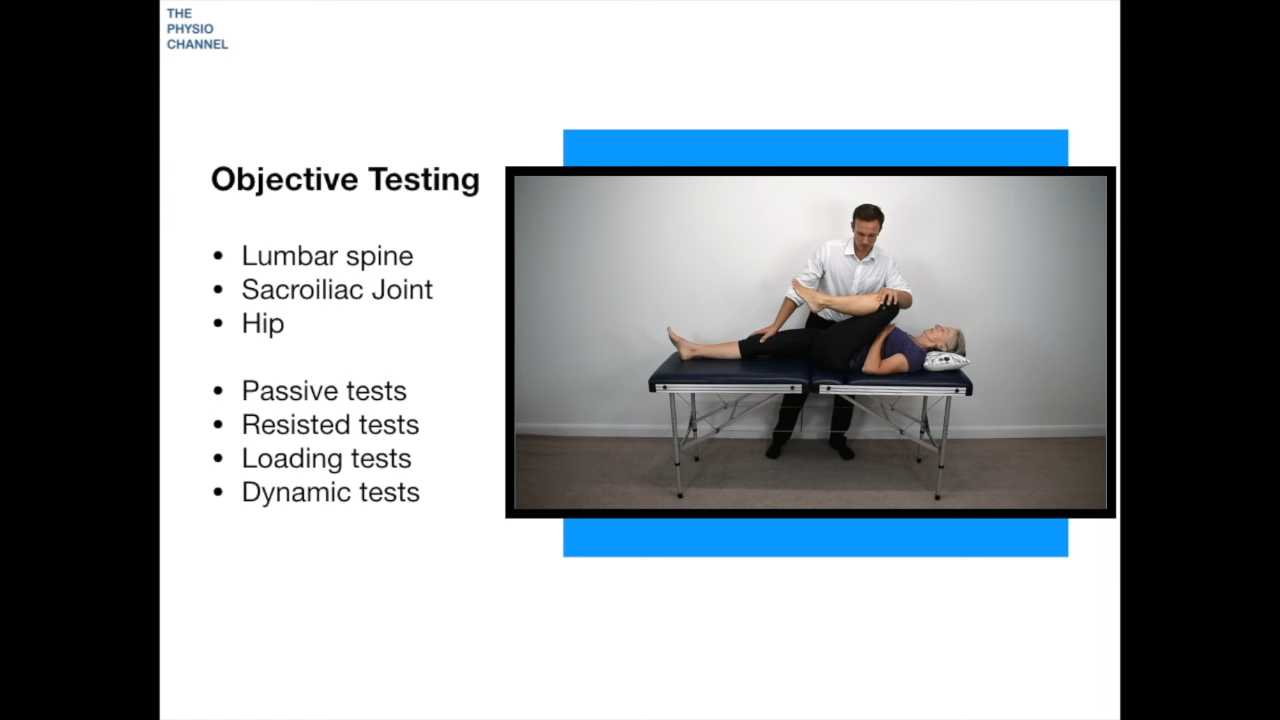 THE
PHYSIO
CHANNEL
Objective Testing
• Lumbar spine
• Sacroiliac Joint
• Hip
• Passive tests
• Resisted tests
• Loading tests
• Dynamic tests